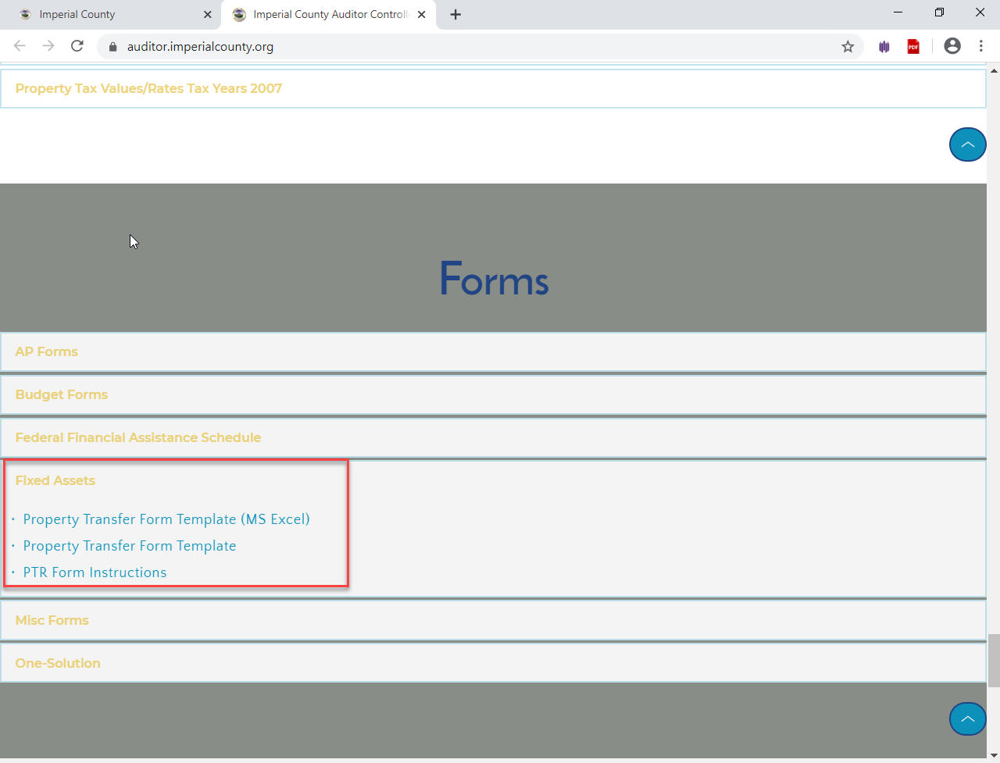 Imperial County
Imperial County Auditor Controll
auditor.imperialcounty.org
PDF
Property Tax Values/Rates Tax Years 2007
Forms
AP Forms
Budget Forms
Federal Financial Assistance Schedule
Fixed Assets
· Property Transfer Form Template (MS Excel)
· Property Transfer Form Template
· PTR Form Instructions
Misc Forms
One-Solution